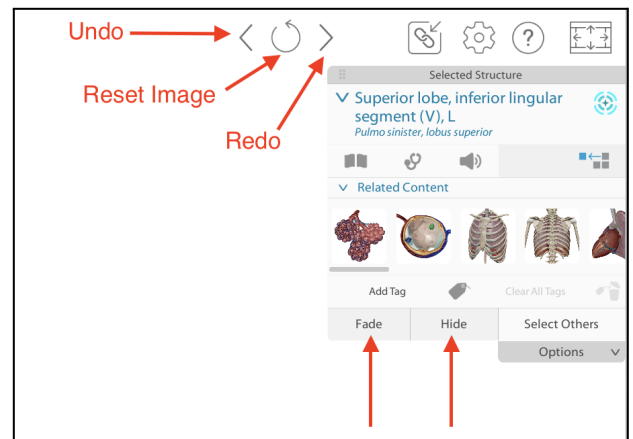 Undo
Reset Image
Redo
?
Selected Structure
Superior lobe, inferior lingular
segment (V), L
Pulmo sinister, lobus superior
Related Content
Add Tag
Clear All Tags
Fade
Hide
Select Others
Options